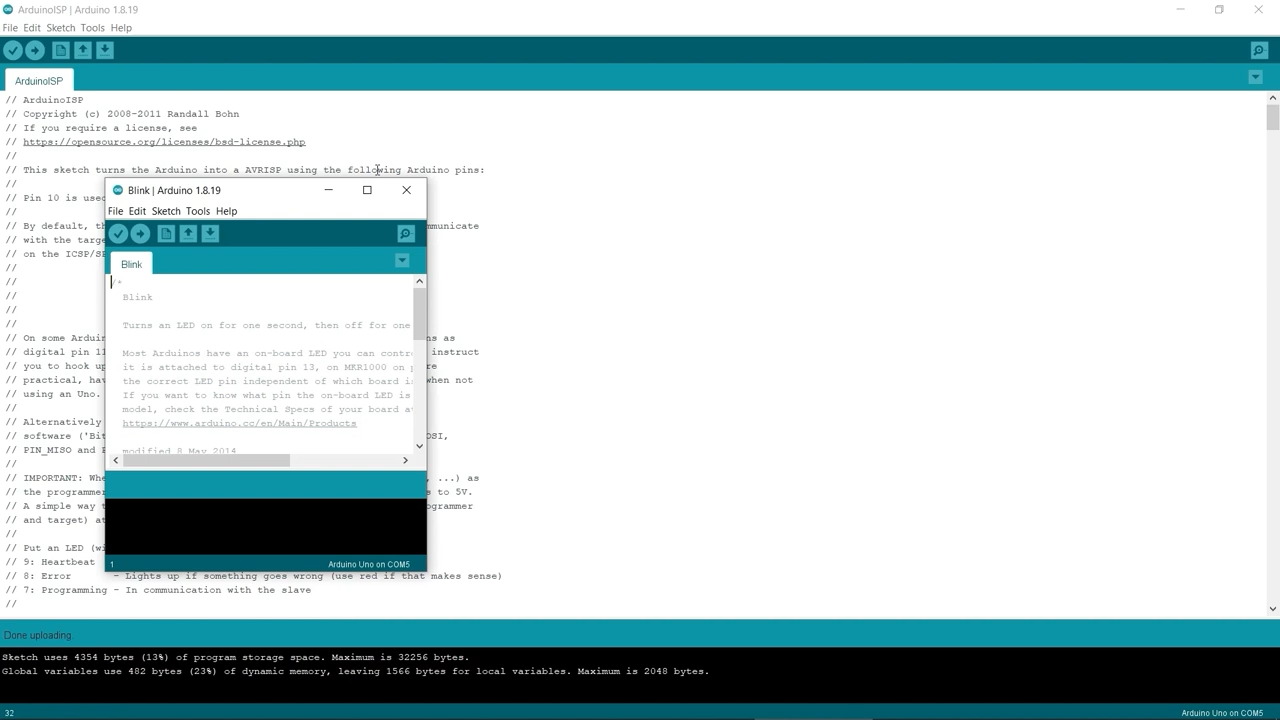 ArduinoISP | Arduino 1.8.19
File Edit Sketch Tools Help
ArduinoISP
// ArduinoISP
// Copyright (c) 2008-2011 Randall Bohn
// If you require a license, see
// https://opensource.org/licenses/bsd-license.php
//
// This sketch turns the Arduino into a AVRISP using the following Arduino pins:
//
// Pin 10 is used
//
// By default, th
mmunicate
// with the targe
// on the ICSP/SP
//
//
//
//
//
// On some Arduin
ns as
// digital pin 11
instruct
// you to hook up
re
// practical, hav
when not
// using an Uno.
//
// Alternatively
// software ('Bit
OSI,
// PIN_MISO and P
//
// IMPORTANT: Whe
, ...) as
// the programmer
s to 5V.
// A simple way t
ogrammer
// and target) at
//
// Put an LED (wi
// 9: Heartbeat
// 8: Error - Lights up if something goes wrong (use red if that makes sense)
// 7: Programming - In communication with the slave
//
Blink | Arduino 1.8.19
File Edit Sketch Tools Help
Blink
/*
Blink
Turns an LED on for one second, then off for one
Most Arduinos have an on-board LED you can contr
it is attached to digital pin 13, on MKR1000 on p
the correct LED pin independent of which board i
If you want to know what pin the on-board LED is
model, check the Technical Specs of your board a
https://www.arduino.cc/en/Main/Products
modified 8 May 2014
1
Arduino Uno on COM5
Done uploading.
Sketch uses 4354 bytes (13%) of program storage space. Maximum is 32256 bytes.
Global variables use 482 bytes (23%) of dynamic memory, leaving 1566 bytes for local variables. Maximum is 2048 bytes.
32
Arduino Uno on COM5